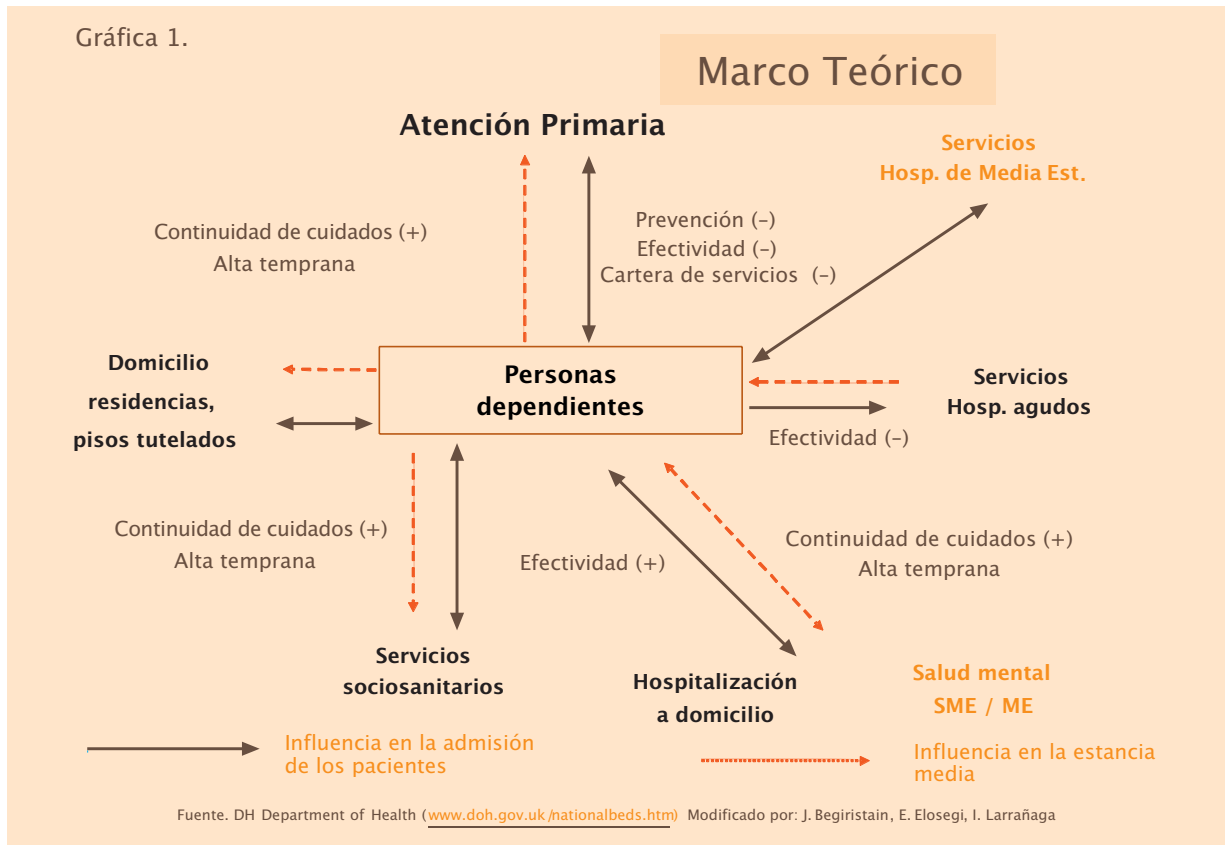 Gráfica 1.
Marco Teórico
Atención Primaria
Servicios
Hosp. de Media Est.
Continuidad de cuidados (+)
Alta temprana
Prevención (–)
Efectividad (–)
Cartera de servicios (–)
Domicilio
residencias,
pisos tutelados
Personas
dependientes
Servicios
Hosp. agudos
Efectividad (–)
Continuidad de cuidados (+)
Alta temprana
Efectividad (+)
Continuidad de cuidados (+)
Alta temprana
Servicios
sociosanitarios
Hospitalización
a domicilio
Salud mental
SME / ME
Influencia en la admisión
de los pacientes
Influencia en la estancia
media
Fuente. DH Department of Health (www.doh.gov.uk/nationalbeds.htm) Modificado por: J. Begiristain, E. Elosegi, I. Larrañaga